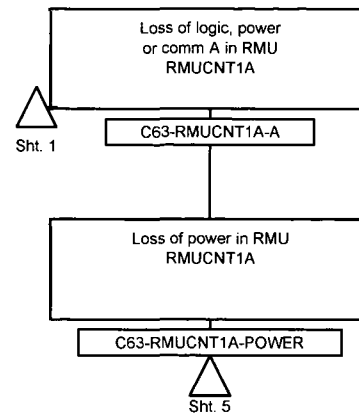 Loss of logic, power
or comm A in RMU
RMUCNT1A
Sht. 1
C63-RMUCNT1A-A
Loss of power in RMU
RMUCNT1A
C63-RMUCNT1A-POWER
Sht. 5